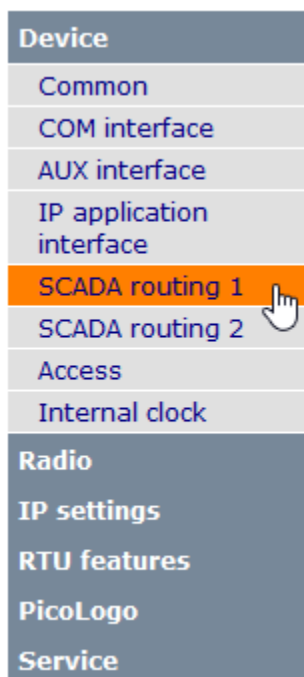 Device
Common
COM interface
AUX interface
IP application
interface
SCADA routing 1
SCADA routing 2
Access
Internal clock
Radio
IP settings
RTU features
PicoLogo
Service